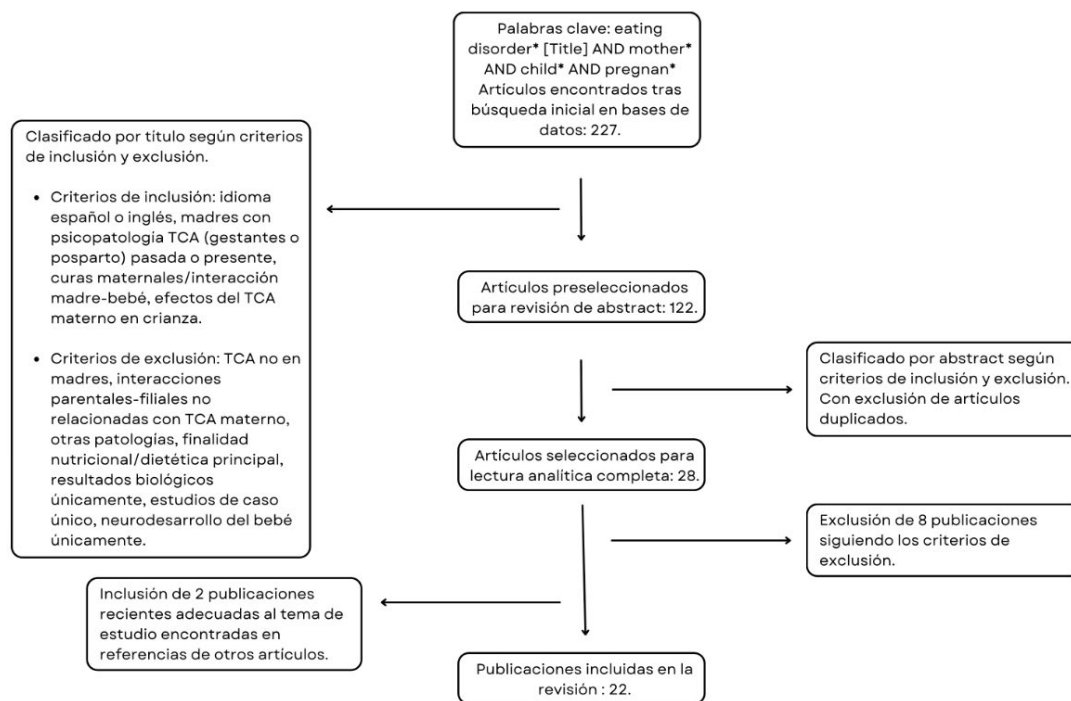 Palabras clave: eating
disorder* [Title] AND mother*
AND child* AND pregnan*
Artículos encontrados tras
búsqueda inicial en bases de
datos: 227.
Clasificado por título según criterios
de inclusión y exclusión.
• Criterios de inclusión: idioma
español o inglés, madres con
psicopatología TCA (gestantes o
posparto) pasada o presente,
curas maternales/interacción
madre-bebé, efectos del TCA
materno en crianza.
• Criterios de exclusión: TCA no en
madres, interacciones
parentales-filiales no
relacionadas con TCA materno,
otras patologías, finalidad
nutricional/dietética principal,
resultados biológicos
únicamente, estudios de caso
único, neurodesarrollo del bebé
únicamente.
Artículos preseleccionados
para revisión de abstract: 122.
Clasificado por abstract según
criterios de inclusión y exclusión.
Con exclusión de artículos
duplicados.
Artículos seleccionados para
lectura analítica completa: 28.
Exclusión de 8 publicaciones
siguiendo los criterios de
exclusión.
Inclusión de 2 publicaciones
recientes adecuadas al tema de
estudio encontradas en
referencias de otros artículos.
Publicaciones incluidas en la
revisión : 22.